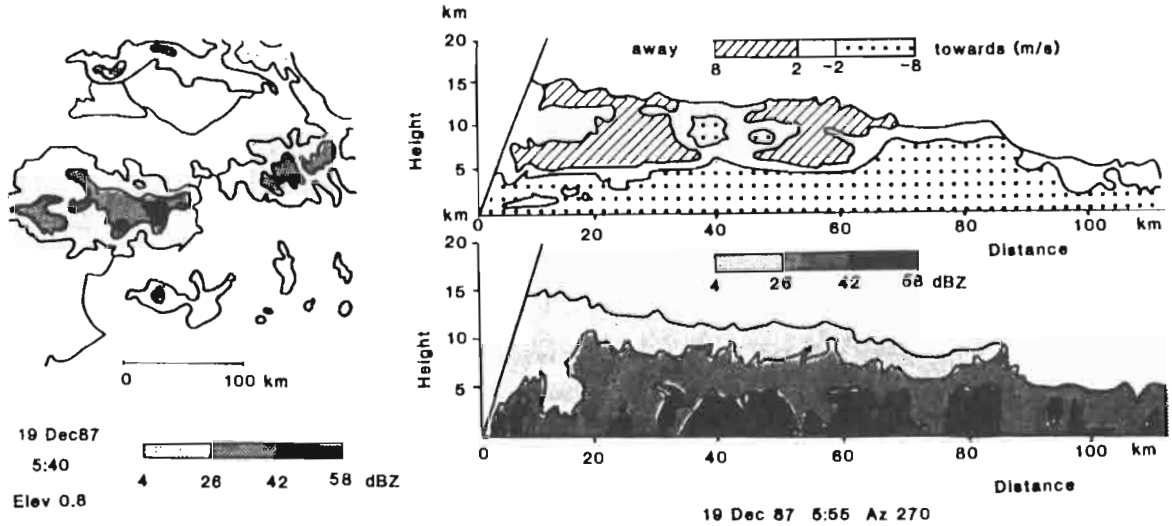 0 100 km
19 Dec87
5:40
Elev 0.8
4 26 42 58 dBZ
km
20
15
10
5
km
Height
away towards (m/s)
8 2 -2 -8
0 20 40 60 80 100 km
Distance
20
15
10
5
Height
4 26 42 58 dBZ
0 20 40 60 80 100 km
Distance
19 Dec 87 5:55 Az 270